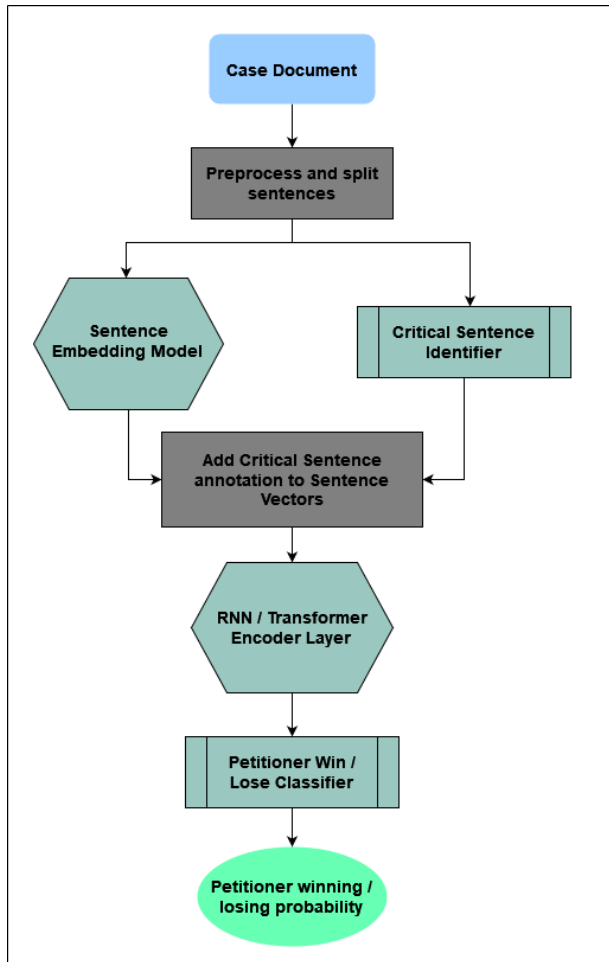 Case Document
Preprocess and split
sentences
Sentence
Embedding Model
Critical Sentence
Identifier
Add Critical Sentence
annotation to Sentence
Vectors
RNN / Transformer
Encoder Layer
Petitioner Win /
Lose Classifier
Petitioner winning /
losing probability